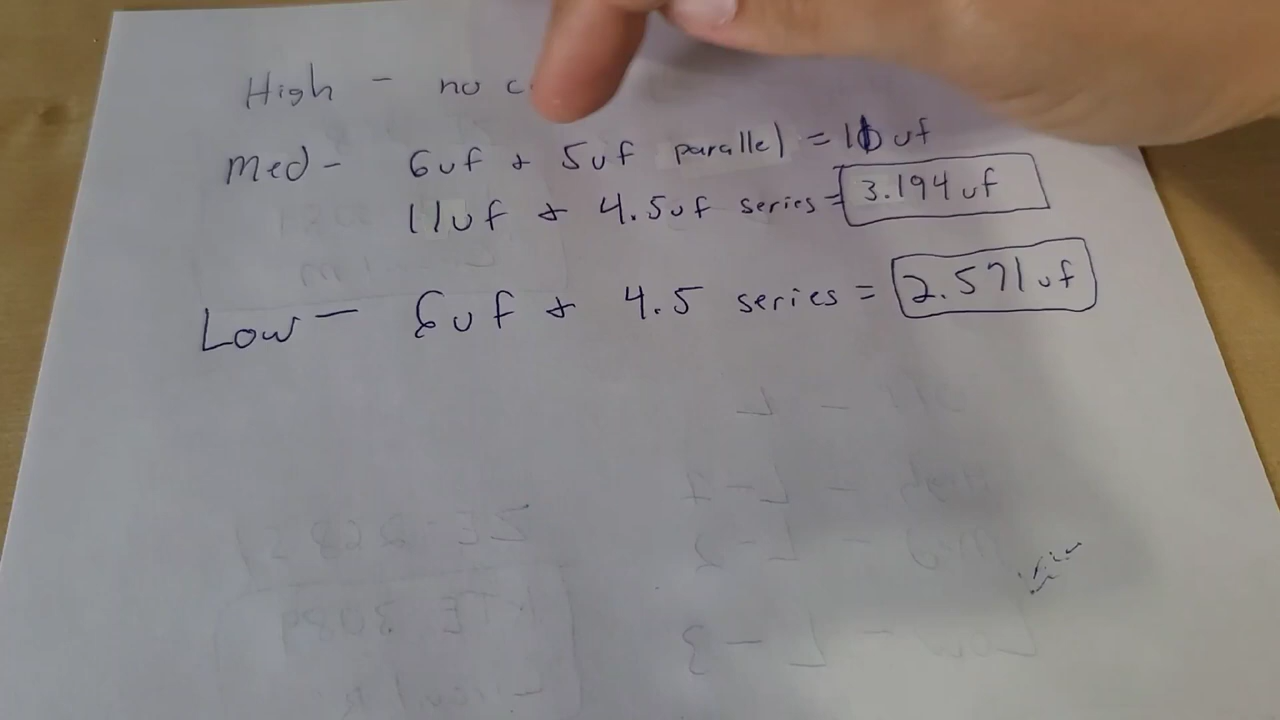 High - no c
Med - 6uf & 5uf parallel = 11uf
11uf & 4.5uf series = 3.194uf
Low - 6uf & 4.5 series = 2.571uf